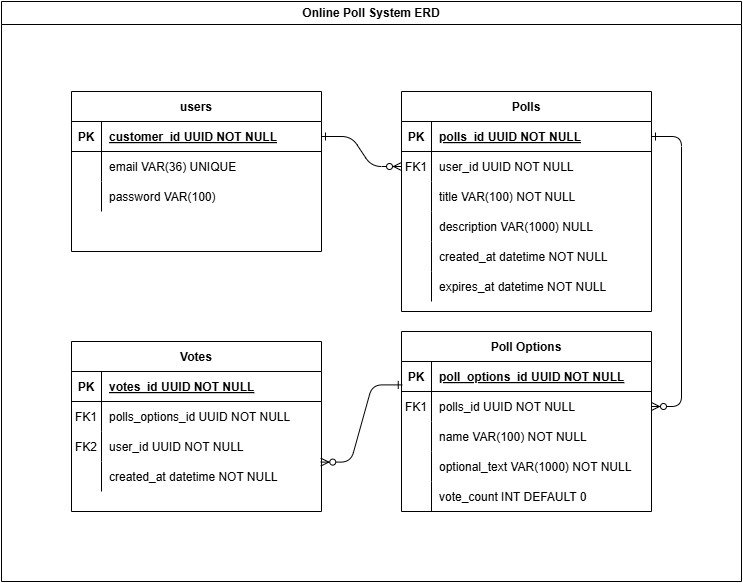 Online Poll System ERD
users
PK customer_id UUID NOT NULL
email VAR(36) UNIQUE
password VAR(100)
Polls
PK polls_id UUID NOT NULL
FK1 user_id UUID NOT NULL
title VAR(100) NOT NULL
description VAR(1000) NULL
created_at datetime NOT NULL
expires_at datetime NOT NULL
Votes
PK votes_id UUID NOT NULL
FK1 polls_options_id UUID NOT NULL
FK2 user_id UUID NOT NULL
created_at datetime NOT NULL
Poll Options
PK poll_options_id UUID NOT NULL
FK1 polls_id UUID NOT NULL
name VAR(100) NOT NULL
optional_text VAR(1000) NOT NULL
vote_count INT DEFAULT 0